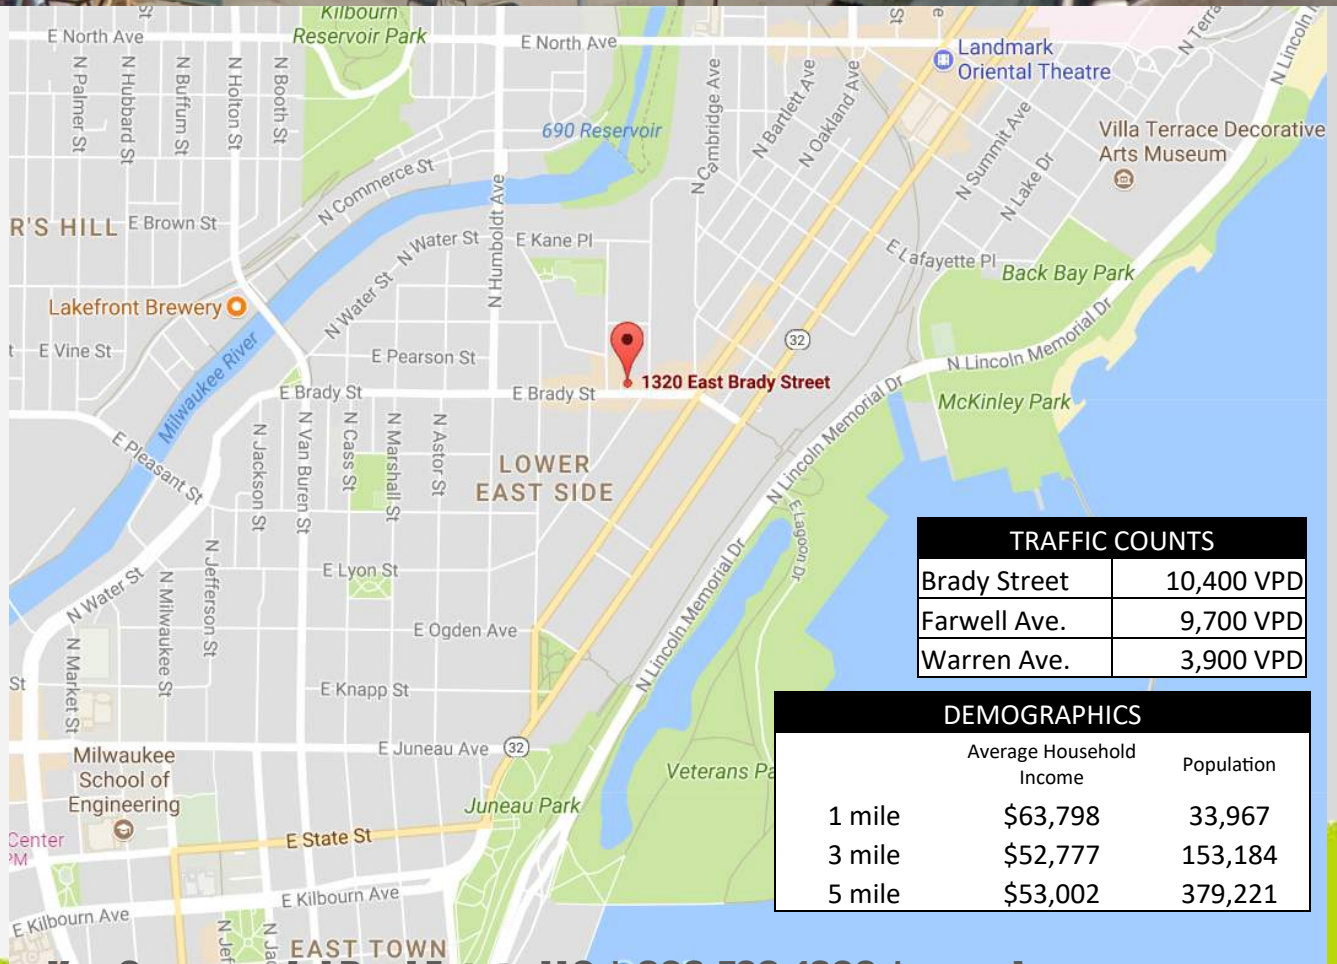 Kilbourn
Reservoir Park
St
St
e
N Terra
N Lincoln
E North Ave
E North Ave
Landmark
Oriental Theatre
N Palmer St
N Hubbard St
N Buffum St
N Holton St
N Booth St
N Cambridge Ave
N Bartlett Ave
N Oakland Ave
690 Reservoir
N Summit Ave
N Lake Dr
Villa Terrace Decorative
Arts Museum
N Commerce St
R'S HILL
E Brown St
N Water St
N Humboldt Ave
E Kane Pl
E Lafayette Pl
Back Bay Park
Lakefront Brewery
N Water St
t
E Vine St
Milwaukee River
E Pearson St
32
N Lincoln Memorial Dr
1320 East Brady Street
E Brady St
E Brady St
McKinley Park
N Lincoln Memorial Dr
E Pleasant St
N Jackson St
N Van Buren St
N Cass St
N Marshall St
N Astor St
LOWER
EAST SIDE
E Lagoon Dr
TRAFFIC COUNTS
Brady Street 10,400 VPD
Farwell Ave. 9,700 VPD
Warren Ave. 3,900 VPD
N Water St
N Milwaukee St
N Jefferson St
E Lyon St
N Lincoln Memorial Dr
E Ogden Ave
N Market St
St
E Knapp St
DEMOGRAPHICS
Average Household
Income
Population
1 mile $63,798 33,967
3 mile $52,777 153,184
5 mile $53,002 379,221
E Juneau Ave
32
Milwaukee
School of
Engineering
Veterans Pa
Juneau Park
Center
PM
E State St
E Kilbourn Ave
E Kilbourn Ave
N Jef
N Jac
EAST TOWN